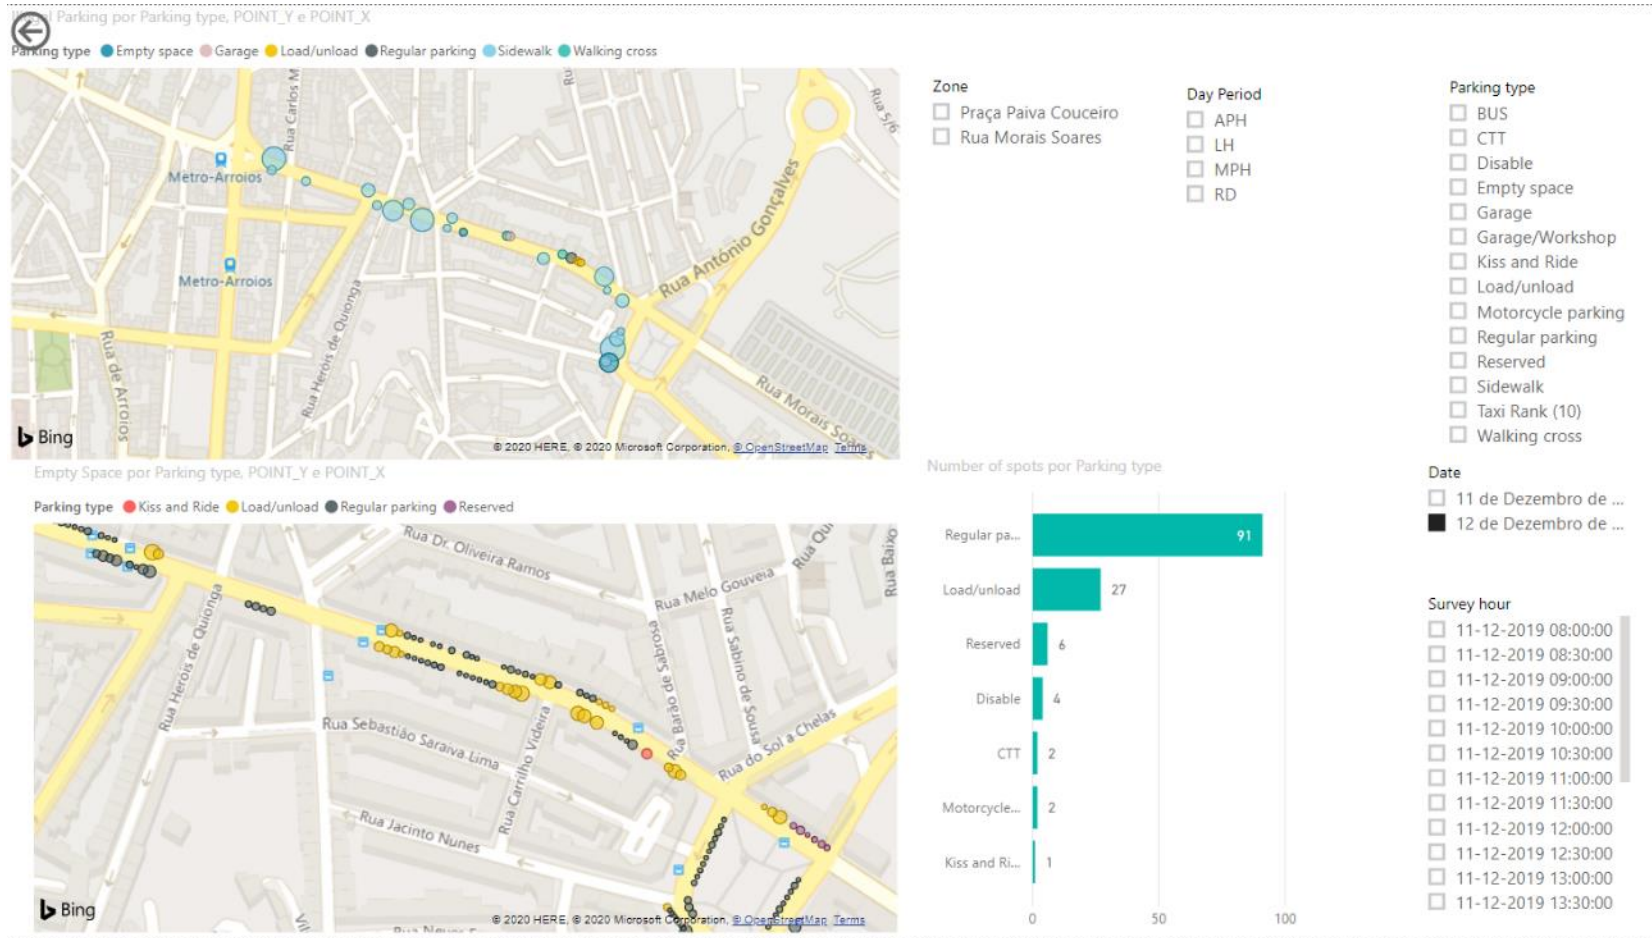 Illegal Parking por Parking type, POINT_Y e POINT_X
Parking type Empty space Garage Load/unload Regular parking Sidewalk Walking cross
Rua Carlos M
Rua 5/6
Metro-Arroios
Metro-Arroios
Rua António Gonçalves
Rua Heróis de Quionga
Rua de Arroios
Rua Morais Soares
Bing
© 2020 HERE, © 2020 Microsoft Corporation, © OpenStreetMap Terms
Zone
Praça Paiva Couceiro
Rua Morais Soares
Day Period
APH
LH
MPH
RD
Parking type
BUS
CTT
Disable
Empty space
Garage
Garage/Workshop
Kiss and Ride
Load/unload
Motorcycle parking
Regular parking
Reserved
Sidewalk
Taxi Rank (10)
Walking cross
Empty Space por Parking type, POINT_Y e POINT_X
Parking type Kiss and Ride Load/unload Regular parking Reserved
Rua Dr. Oliveira Ramos
Rua Melo Gouveia
Rua Qui
Rua Baixo
Rua Heróis de Quionga
Rua Barão de Sabrosa
Rua Sabino de Sousa
Rua Sebastião Saraiva Lima
Rua Carrilho Videira
Rua do Sol a Chelas
Rua Jacinto Nunes
Bing
© 2020 HERE, © 2020 Microsoft Corporation, © OpenStreetMap Terms
Number of spots por Parking type
Regular pa... 91
Load/unload 27
Reserved 6
Disable 4
CTT 2
Motorcycle... 2
Kiss and Ri... 1
0 50 100
Date
11 de Dezembro de ...
12 de Dezembro de ...
Survey hour
11-12-2019 08:00:00
11-12-2019 08:30:00
11-12-2019 09:00:00
11-12-2019 09:30:00
11-12-2019 10:00:00
11-12-2019 10:30:00
11-12-2019 11:00:00
11-12-2019 11:30:00
11-12-2019 12:00:00
11-12-2019 12:30:00
11-12-2019 13:00:00
11-12-2019 13:30:00